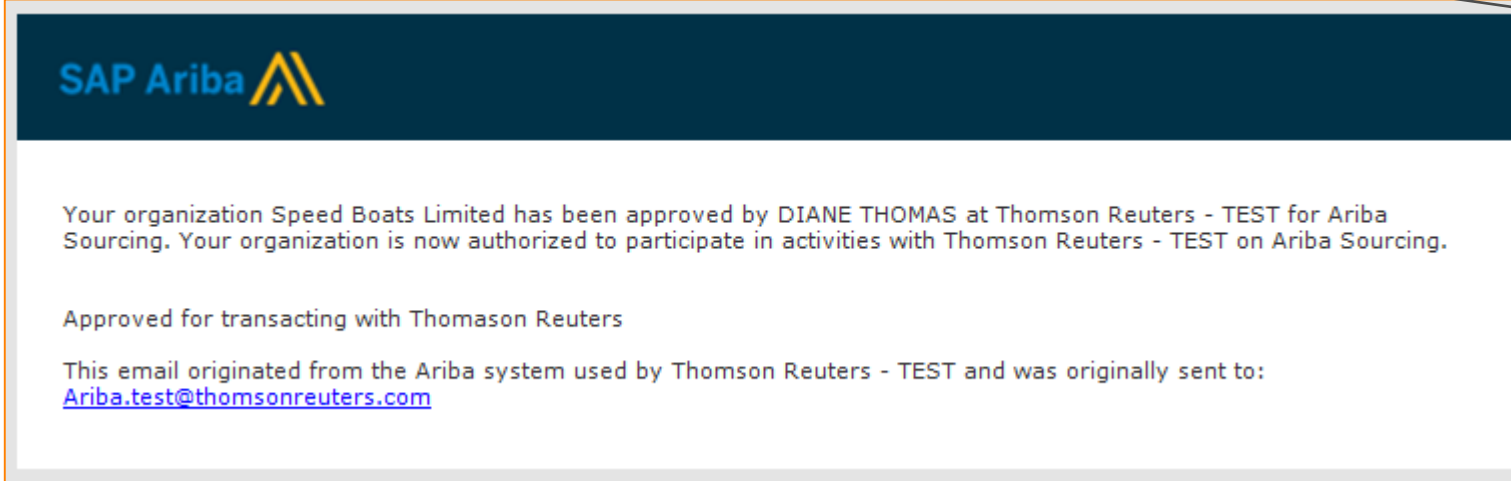 SAP Ariba
Your organization Speed Boats Limited has been approved by DIANE THOMAS at Thomson Reuters - TEST for Ariba
Sourcing. Your organization is now authorized to participate in activities with Thomson Reuters - TEST on Ariba Sourcing.
Approved for transacting with Thomason Reuters
This email originated from the Ariba system used by Thomson Reuters - TEST and was originally sent to:
Ariba.test@thomsonreuters.com